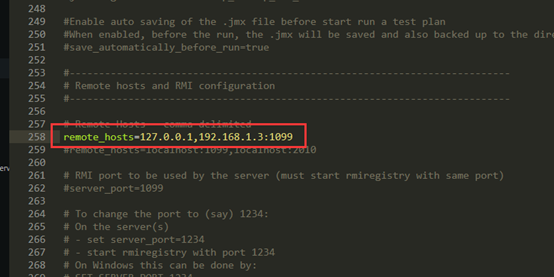 248
249 #Enable auto saving of the .jmx file before start run a test plan
250 #When enabled, before the run, the .jmx will be saved and also backed up to the
251 #save_automatically_before_run=true
252
253 #---------------------------------------------------------------------------
254 # Remote hosts and RMI configuration
255 #---------------------------------------------------------------------------
256
257 # Remote Hosts - comma delimited
258 remote_hosts=127.0.0.1,192.168.1.3:1099
259 #remote_hosts=localhost:1099,localhost:2010
260
261 # RMI port to be used by the server (must start rmiregistry with same port)
262 #server_port=1099
263
264 # To change the port to (say) 1234:
265 # On the server(s)
266 # - set server_port=1234
267 # - start rmiregistry with port 1234
268 # On Windows this can be done by:
269 # SET SERVER_PORT=1234